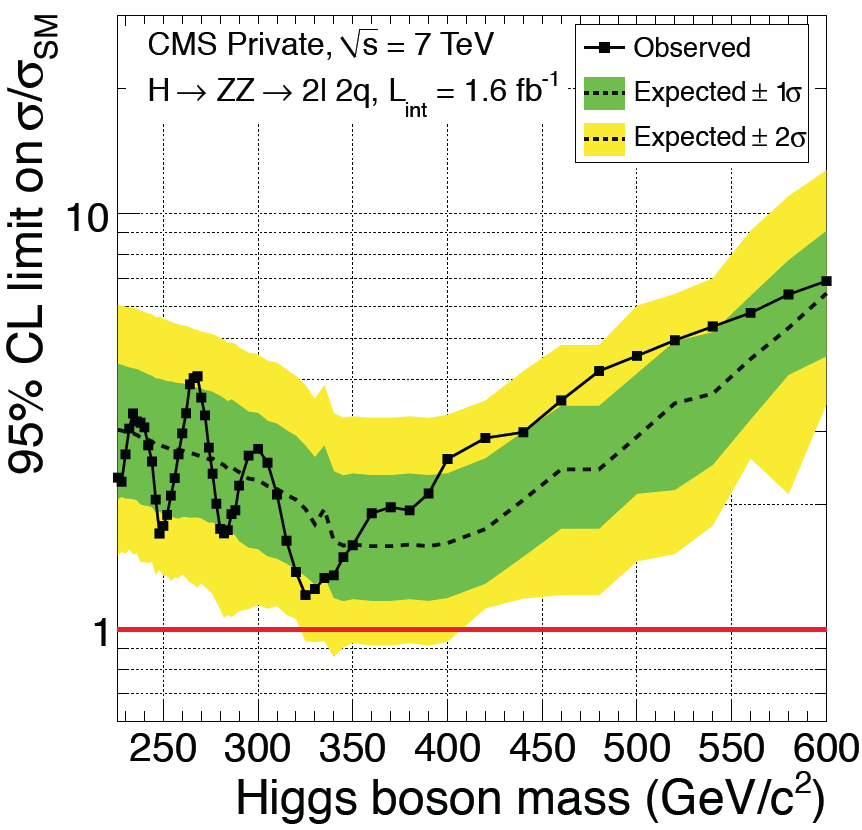 CMS Private, √s = 7 TeV
H → ZZ → 2l 2q, L_int = 1.6 fb⁻¹
Observed
Expected ± 1σ
Expected ± 2σ
95% CL limit on σ/σ_SM
10
1
250 300 350 400 450 500 550 600
Higgs boson mass (GeV/c²)